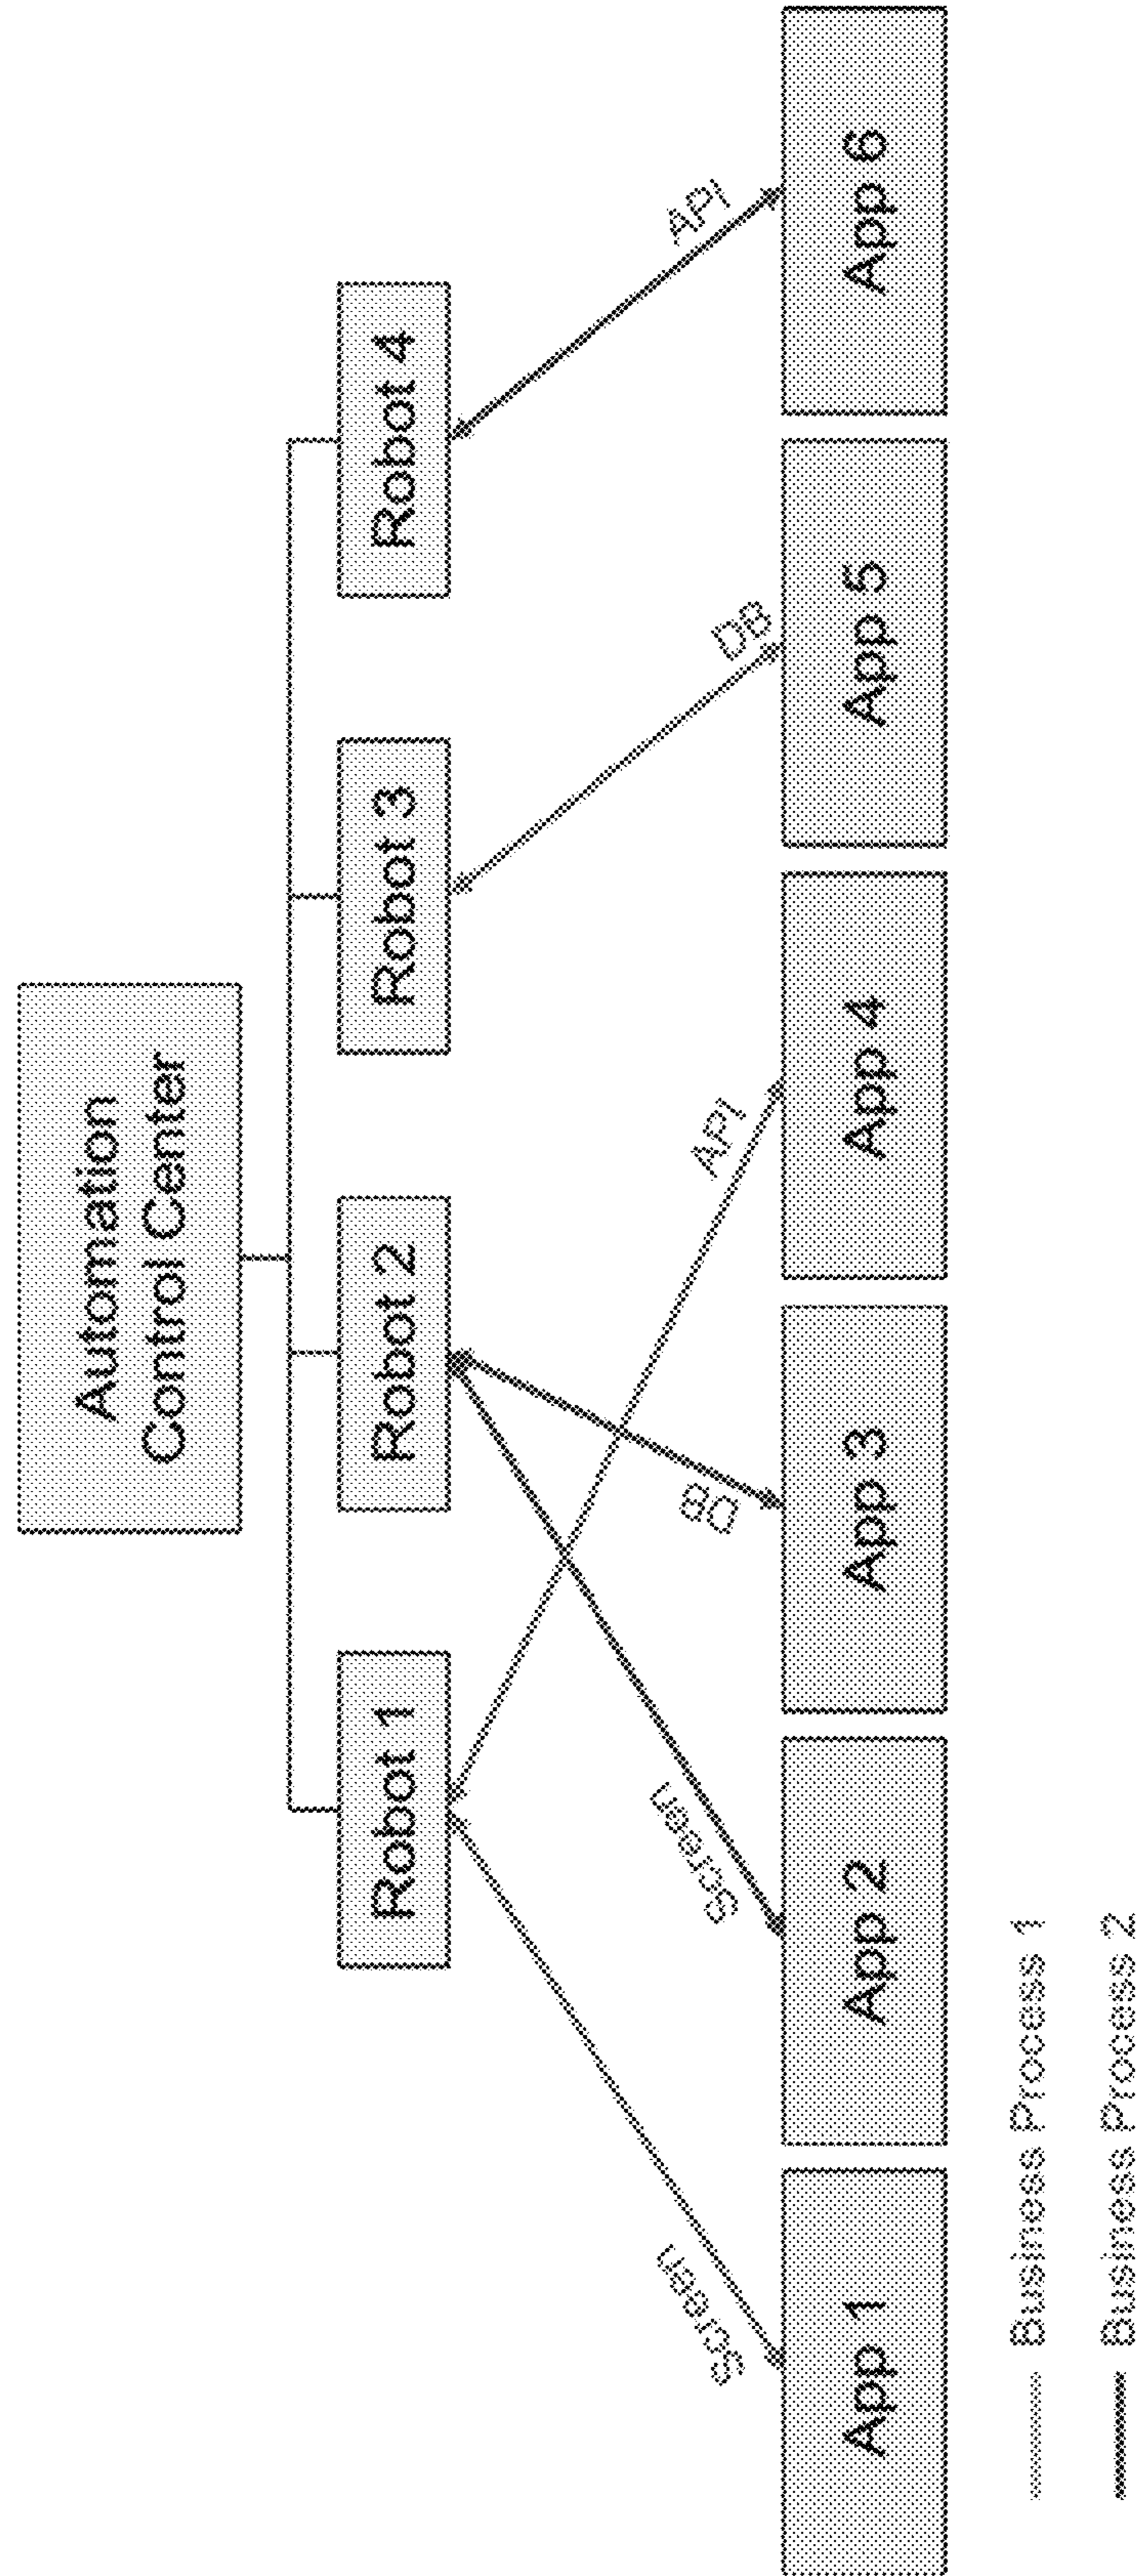 Automation
Control Center
Robot 1
Robot 2
Robot 3
Robot 4
Screen
Screen
DB
API
DB
API
App 1
App 2
App 3
App 4
App 5
App 6
Business Process 1
Business Process 2